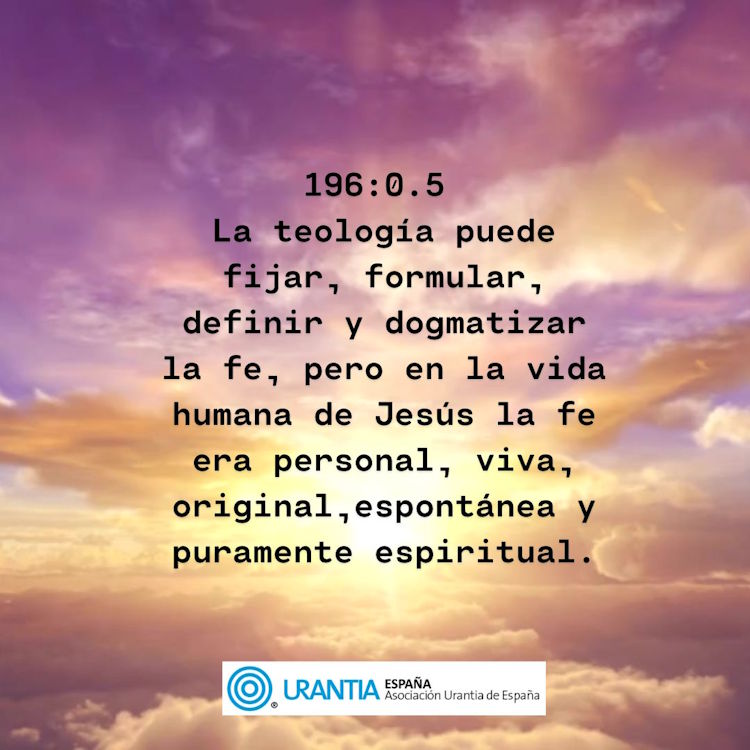 196:0.5
La teología puede
fijar, formular,
definir y dogmatizar
la fe, pero en la vida
humana de Jesús la fe
era personal, viva,
original,espontánea y
puramente espiritual.
® URANTIA ESPAÑA
Asociación Urantia de España